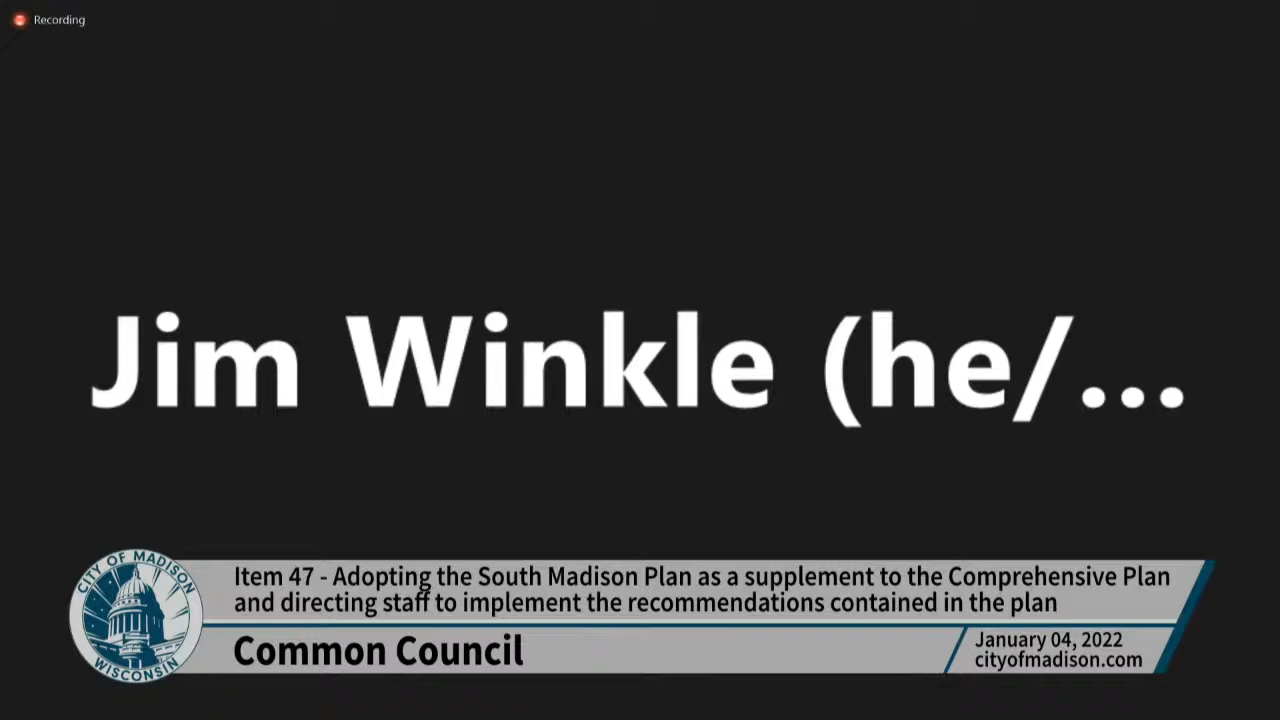 Recording
Jim Winkle (he/...
Item 47 - Adopting the South Madison Plan as a supplement to the Comprehensive Plan
and directing staff to implement the recommendations contained in the plan
Common Council
January 04, 2022
cityofmadison.com
CITY OF MADISON
WISCONSIN